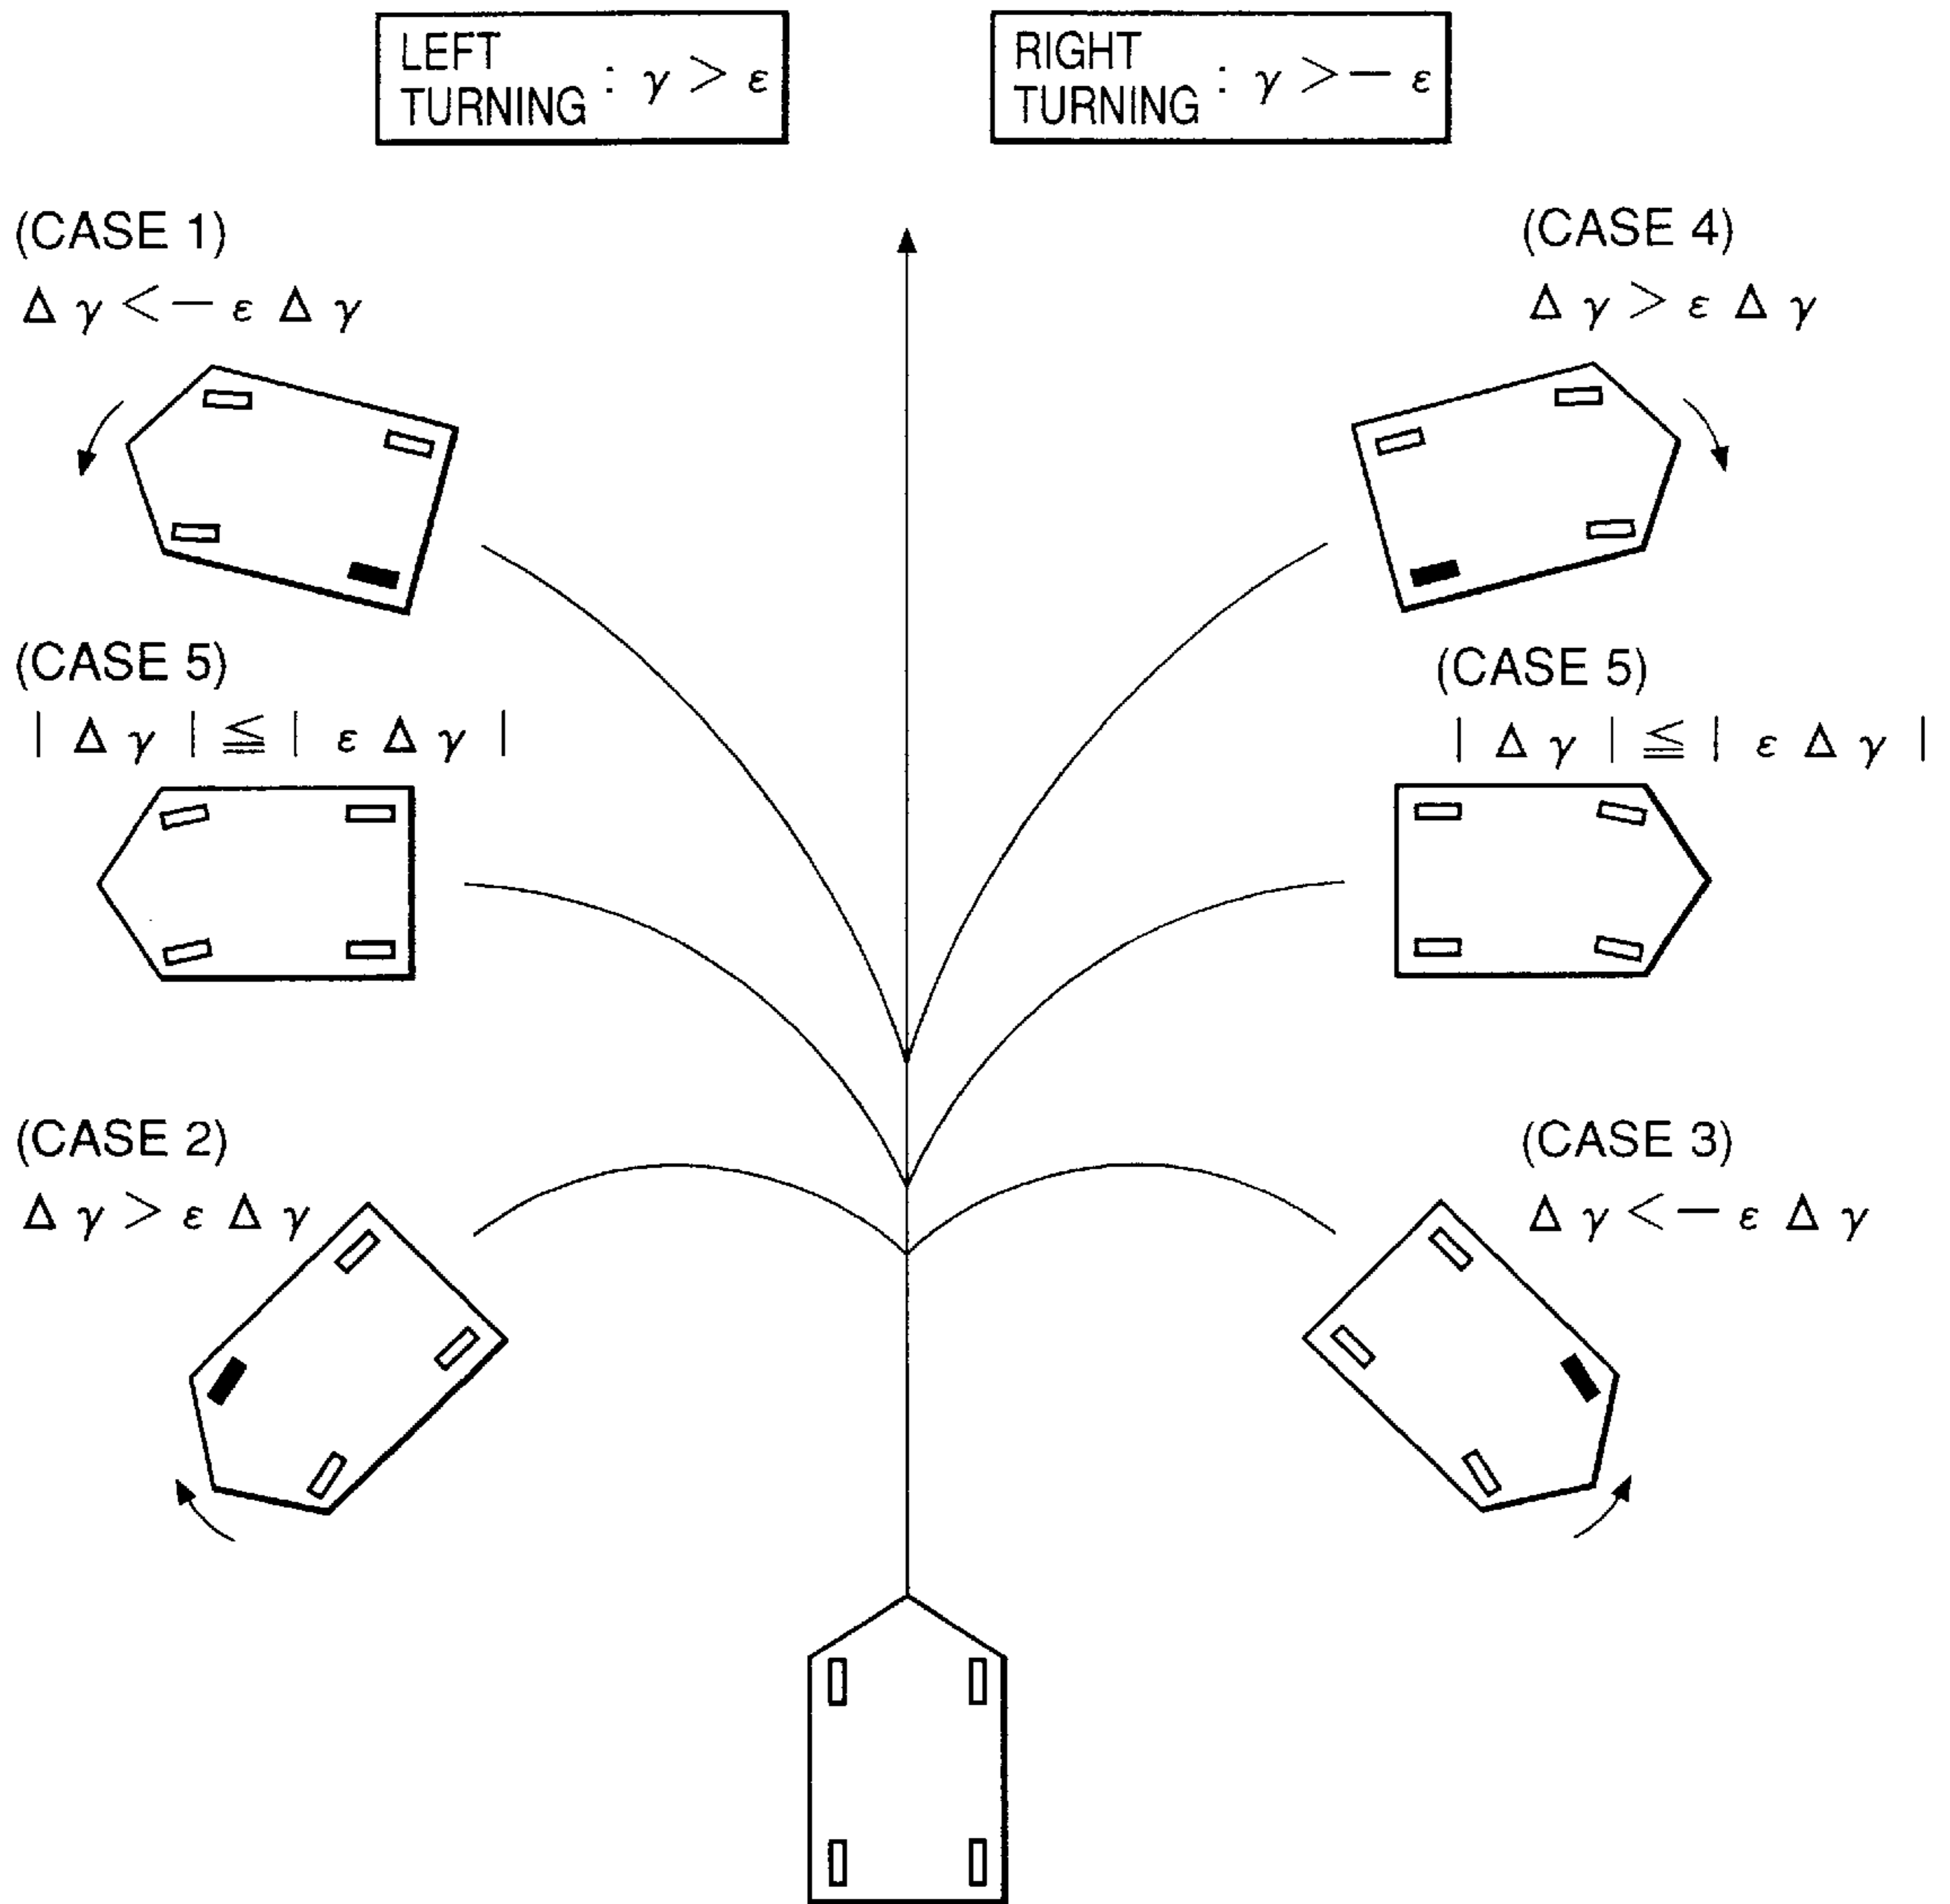 LEFT
TURNING : γ > ε
RIGHT
TURNING : γ > − ε
(CASE 1)
Δ γ < − ε Δ γ
(CASE 4)
Δ γ > ε Δ γ
(CASE 5)
| Δ γ | ≦ | ε Δ γ |
(CASE 5)
| Δ γ | ≦ | ε Δ γ |
(CASE 2)
Δ γ > ε Δ γ
(CASE 3)
Δ γ < − ε Δ γ